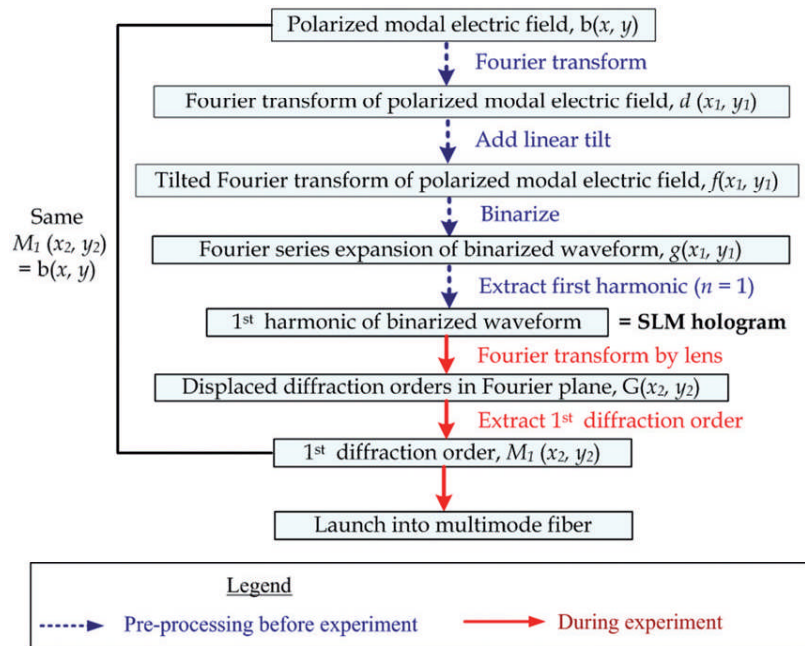 Polarized modal electric field, b(x, y)
Fourier transform
Fourier transform of polarized modal electric field, d (x₁, y₁)
Add linear tilt
Tilted Fourier transform of polarized modal electric field, f(x₁, y₁)
Binarize
Same
M₁ (x₂, y₂)
= b(x, y)
Fourier series expansion of binarized waveform, g(x₁, y₁)
Extract first harmonic (n = 1)
1st harmonic of binarized waveform = SLM hologram
Fourier transform by lens
Displaced diffraction orders in Fourier plane, G(x₂, y₂)
Extract 1st diffraction order
1st diffraction order, M₁ (x₂, y₂)
Launch into multimode fiber
Legend
Pre-processing before experiment
During experiment